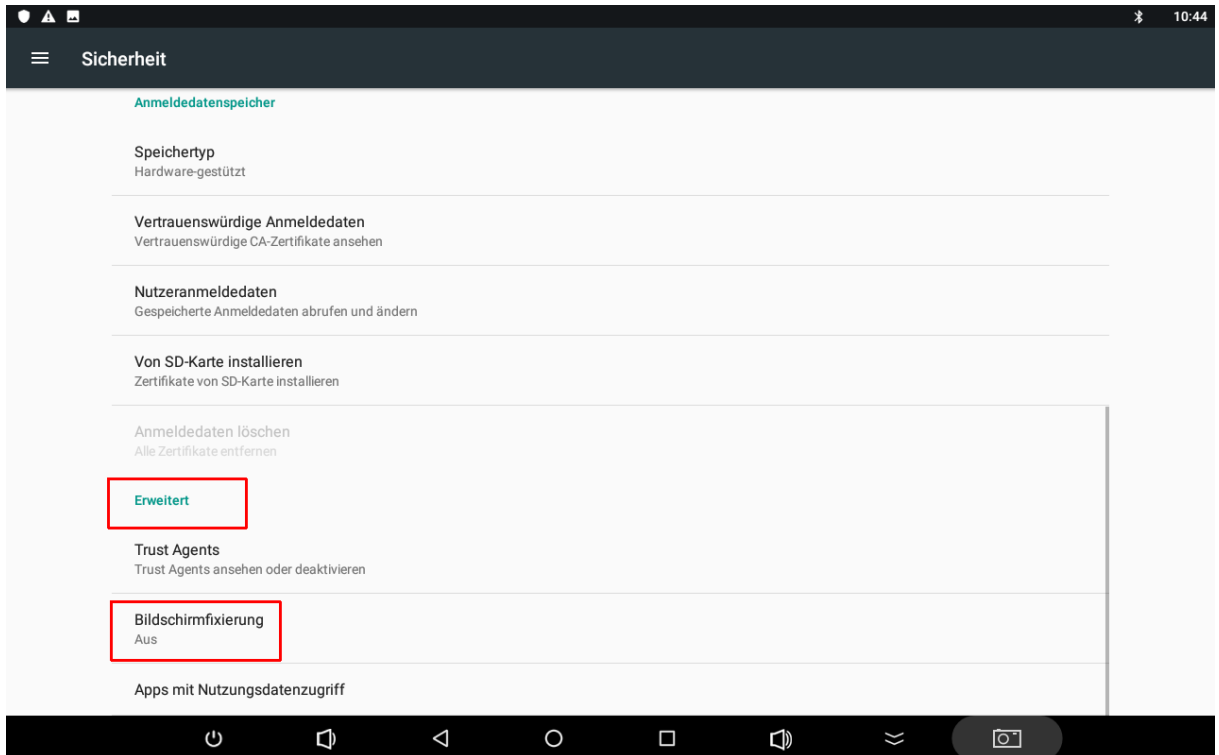 10:44
Sicherheit
Anmeldedatenspeicher
Speichertyp
Hardware-gestützt
Vertrauenswürdige Anmeldedaten
Vertrauenswürdige CA-Zertifikate ansehen
Nutzeranmeldedaten
Gespeicherte Anmeldedaten abrufen und ändern
Von SD-Karte installieren
Zertifikate von SD-Karte installieren
Anmeldedaten löschen
Alle Zertifikate entfernen
Erweitert
Trust Agents
Trust Agents ansehen oder deaktivieren
Bildschirmfixierung
Aus
Apps mit Nutzungsdatenzugriff